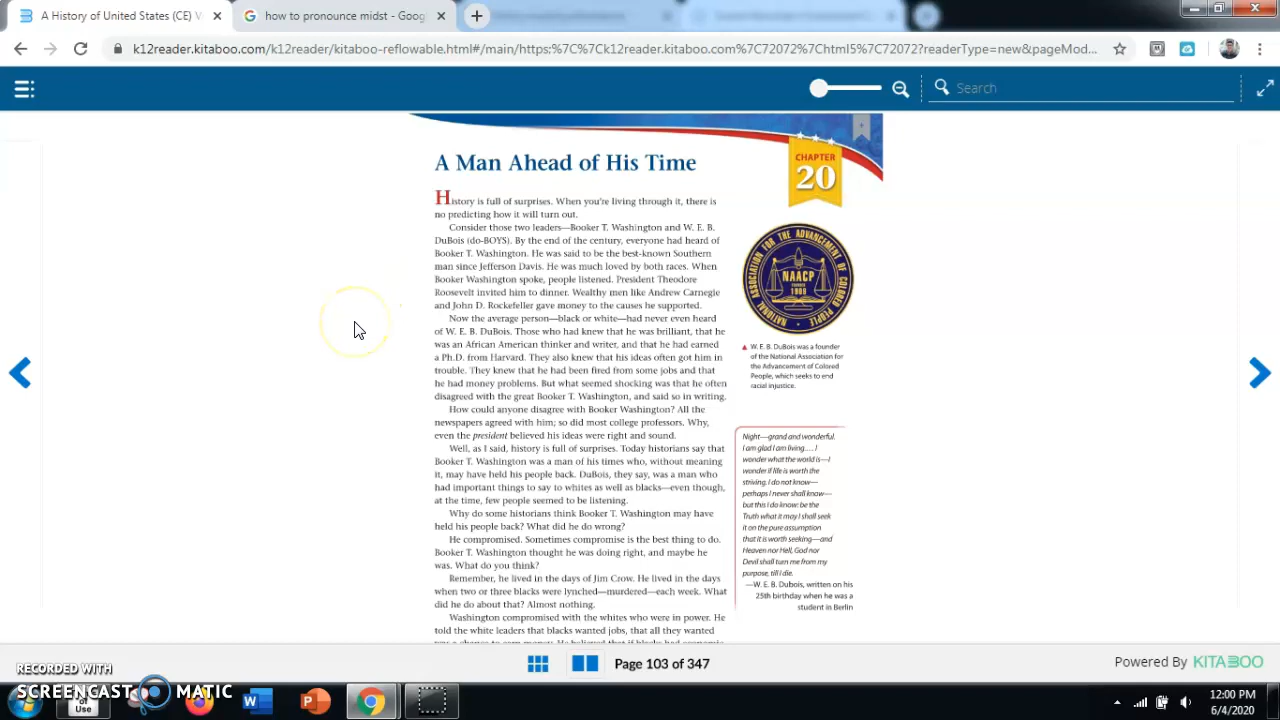 A History of United States (CE) V
how to pronounce midst - Goog
k12reader.kitaboo.com/k12reader/kitaboo-reflowable.html#/main/https;%7C%7Ck12reader.kitaboo.com%7C72072%7Chtml5%7C72072?readerType=new&pageMod...
Search
A Man Ahead of His Time
CHAPTER
20
History is full of surprises. When you're living through it, there is
no predicting how it will turn out.
Consider those two leaders—Booker T. Washington and W. E. B.
DuBois (do-BOYS). By the end of the century, everyone had heard of
Booker T. Washington. He was said to be the best-known Southern
man since Jefferson Davis. He was much loved by both races. When
Booker Washington spoke, people listened. President Theodore
Roosevelt invited him to dinner. Wealthy men like Andrew Carnegie
and John D. Rockefeller gave money to the causes he supported.
Now the average person—black or white—had never even heard
of W. E. B. DuBois. Those who had knew that he was brilliant, that he
was an African American thinker and writer, and that he had earned
a Ph.D. from Harvard. They also knew that his ideas often got him in
trouble. They knew that he had been fired from some jobs and that
he had money problems. But what seemed shocking was that he often
disagreed with the great Booker T. Washington, and said so in writing.
How could anyone disagree with Booker Washington? All the
newspapers agreed with him; so did most college professors. Why,
even the president believed his ideas were right and sound.
Well, as I said, history is full of surprises. Today historians say that
Booker T. Washington was a man of his times who, without meaning
it, may have held his people back. DuBois, they say, was a man who
had important things to say to whites as well as blacks—even though,
at the time, few people seemed to be listening.
Why do some historians think Booker T. Washington may have
held his people back? What did he do wrong?
He compromised. Sometimes compromise is the best thing to do.
Booker T. Washington thought he was doing right, and maybe he
was. What do you think?
Remember, he lived in the days of Jim Crow. He lived in the days
when two or three blacks were lynched—murdered—each week. What
did he do about that? Almost nothing.
Washington compromised with the whites who were in power. He
told the white leaders that blacks wanted jobs, that all they wanted
NATIONAL ASSOCIATION FOR THE ADVANCEMENT OF COLORED PEOPLE
NAACP
FOUNDED
1909
W. E. B. DuBois was a founder
of the National Association for
the Advancement of Colored
People, which seeks to end
racial injustice.
Night—grand and wonderful.
I am glad I am living.... I
wonder what the world is—I
wonder if life is worth the
striving. I do not know—
perhaps I never shall know—
but this I do know: be the
Truth what it may I shall seek
it on the pure assumption
that it is worth seeking—and
Heaven nor Hell, God nor
Devil shall turn me from my
purpose, till I die.
—W. E. B. Dubois, written on his
25th birthday when he was a
student in Berlin
Page 103 of 347
Powered By KITABOO
RECORDED WITH
SCREENCAST MATIC
of
Use
12:00 PM
6/4/2020